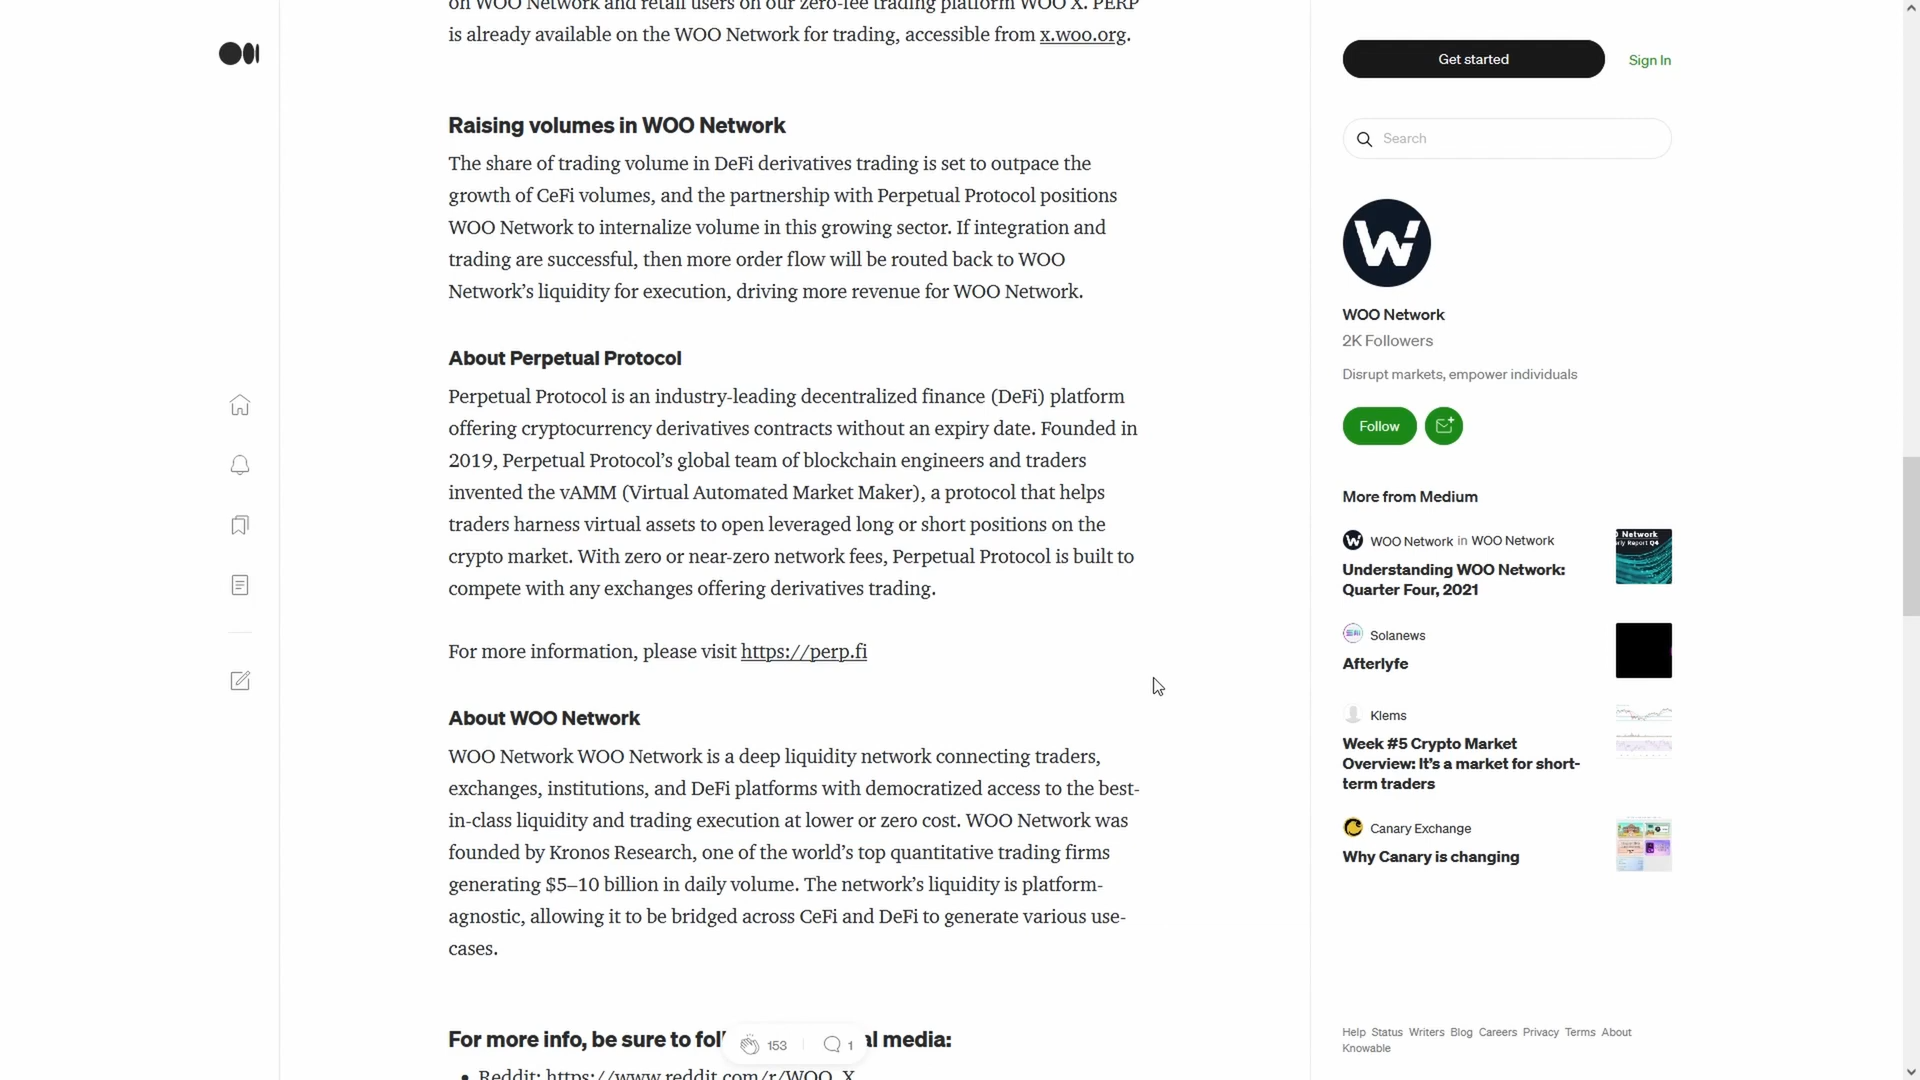 on WOO Network and retail users on our zero-fee trading platform WOO X. PERP
is already available on the WOO Network for trading, accessible from x.woo.org.
Raising volumes in WOO Network
The share of trading volume in DeFi derivatives trading is set to outpace the
growth of CeFi volumes, and the partnership with Perpetual Protocol positions
WOO Network to internalize volume in this growing sector. If integration and
trading are successful, then more order flow will be routed back to WOO
Network’s liquidity for execution, driving more revenue for WOO Network.
About Perpetual Protocol
Perpetual Protocol is an industry-leading decentralized finance (DeFi) platform
offering cryptocurrency derivatives contracts without an expiry date. Founded in
2019, Perpetual Protocol’s global team of blockchain engineers and traders
invented the vAMM (Virtual Automated Market Maker), a protocol that helps
traders harness virtual assets to open leveraged long or short positions on the
crypto market. With zero or near-zero network fees, Perpetual Protocol is built to
compete with any exchanges offering derivatives trading.
For more information, please visit https://perp.fi
About WOO Network
WOO Network WOO Network is a deep liquidity network connecting traders,
exchanges, institutions, and DeFi platforms with democratized access to the best-
in-class liquidity and trading execution at lower or zero cost. WOO Network was
founded by Kronos Research, one of the world’s top quantitative trading firms
generating $5–10 billion in daily volume. The network’s liquidity is platform-
agnostic, allowing it to be bridged across CeFi and DeFi to generate various use-
cases.
For more info, be sure to fol al media:
153 1
Reddit: https://www.reddit.com/r/WOO_X
Get started Sign In
Search
WOO Network
2K Followers
Disrupt markets, empower individuals
Follow
More from Medium
WOO Network in WOO Network
Understanding WOO Network:
Quarter Four, 2021
Network
rly Report Q4
Solanews
Afterlyfe
Klems
Week #5 Crypto Market
Overview: It’s a market for short-
term traders
Canary Exchange
Why Canary is changing
Help Status Writers Blog Careers Privacy Terms About
Knowable